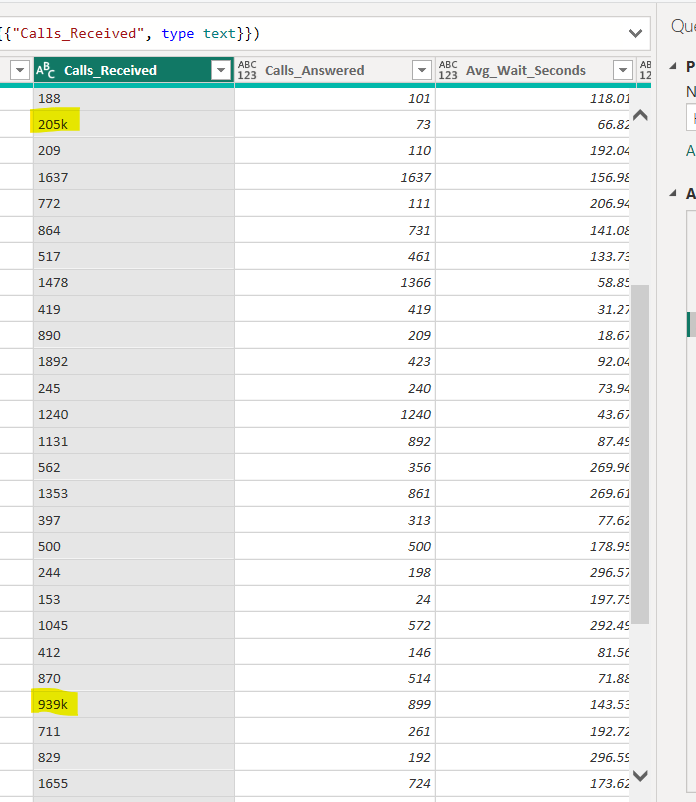 {{"Calls_Received", type text}})
Que
ABC Calls_Received ABC 123 Calls_Answered ABC 123 Avg_Wait_Seconds
188 101 118.01
205k 73 66.82
209 110 192.04
1637 1637 156.98
772 111 206.94
864 731 141.08
517 461 133.73
1478 1366 58.85
419 419 31.27
890 209 18.67
1892 423 92.04
245 240 73.94
1240 1240 43.67
1131 892 87.49
562 356 269.96
1353 861 269.61
397 313 77.62
500 500 178.95
244 198 296.57
153 24 197.75
1045 572 292.49
412 146 81.56
870 514 71.88
939k 899 143.53
711 261 192.72
829 192 296.59
1655 724 173.62